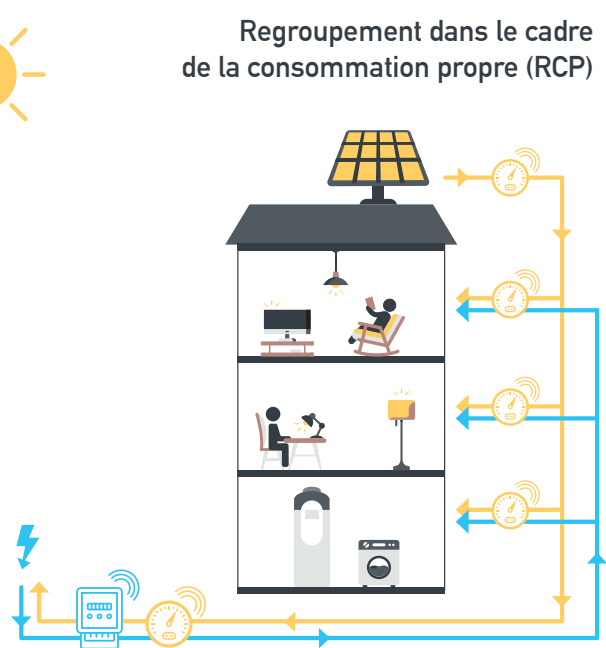 Regroupement dans le cadre
de la consommation propre (RCP)